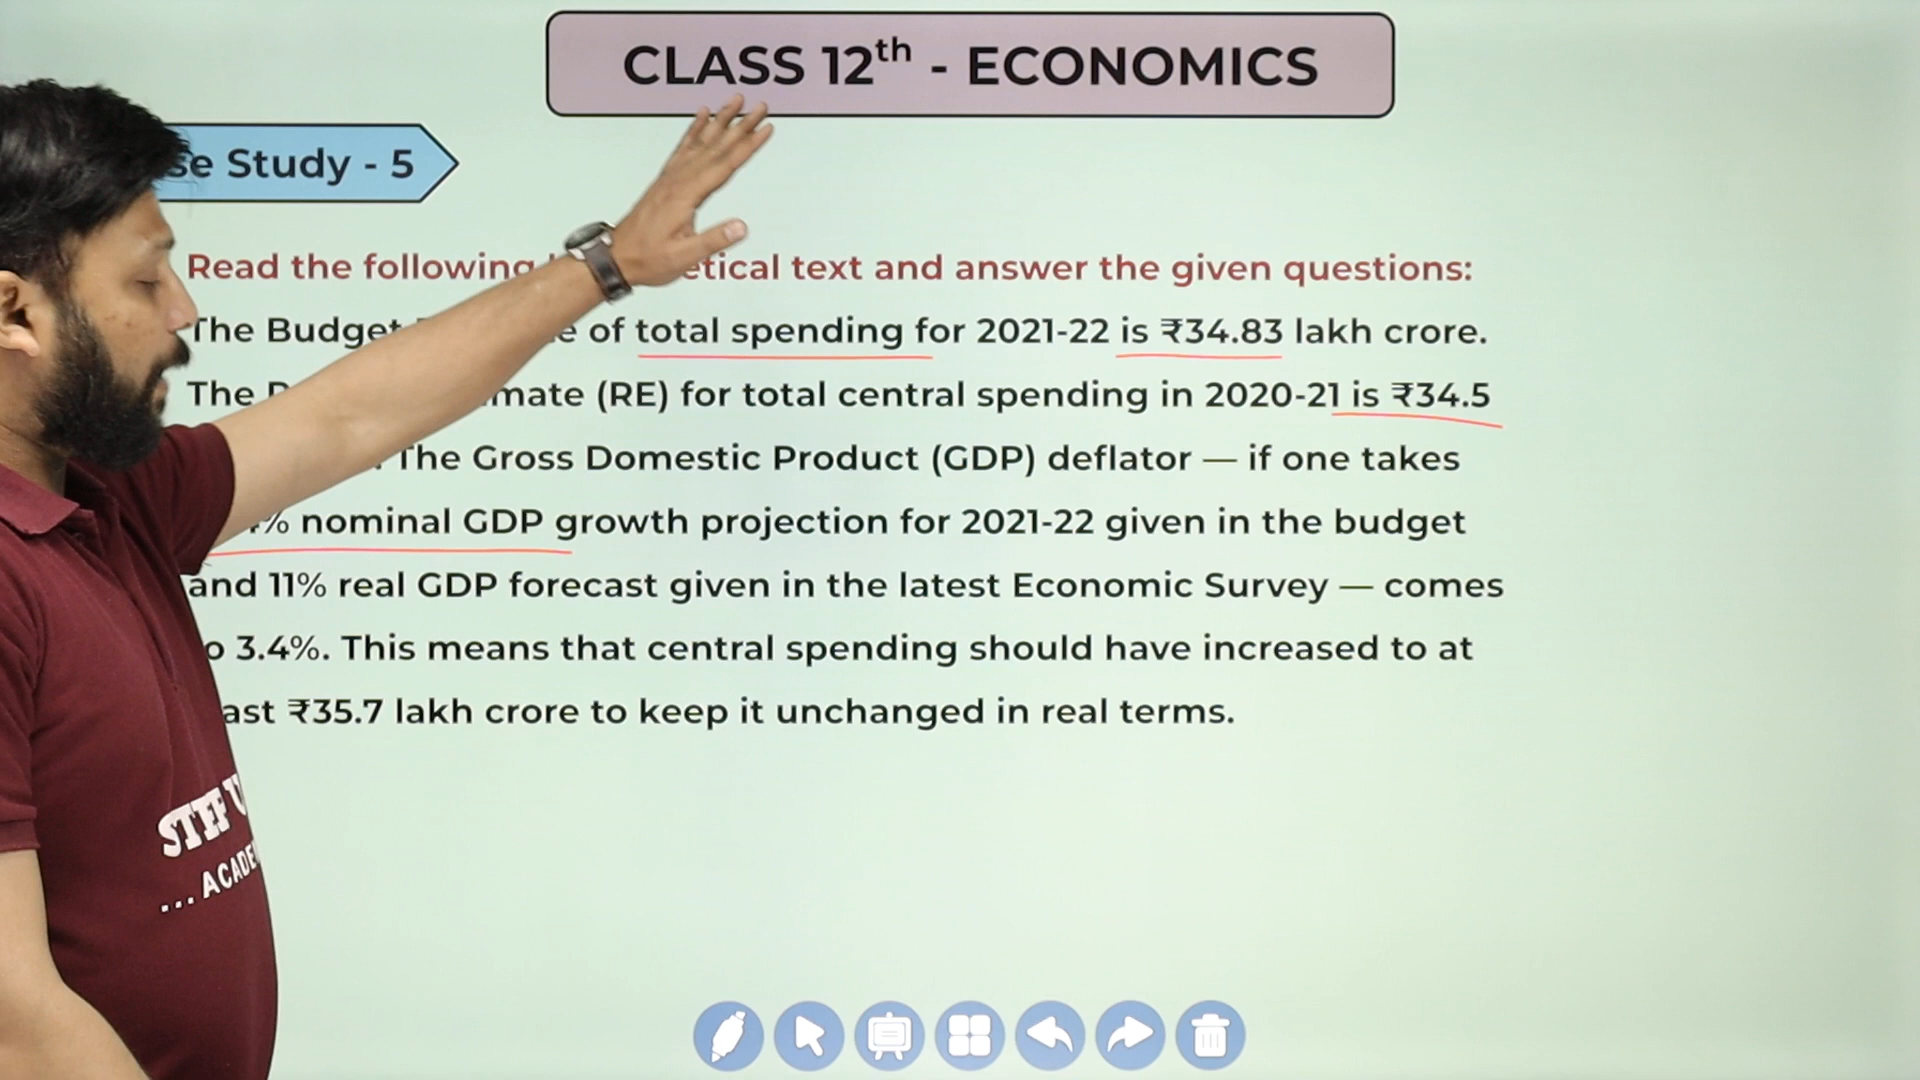 CLASS 12th - ECONOMICS
Study - 5
Read the following text and answer the given questions:
The Budget of total spending for 2021-22 is ₹34.83 lakh crore.
The (RE) for total central spending in 2020-21 is ₹34.5
The Gross Domestic Product (GDP) deflator — if one takes
nominal GDP growth projection for 2021-22 given in the budget
and 11% real GDP forecast given in the latest Economic Survey — comes
3.4%. This means that central spending should have increased to at
₹35.7 lakh crore to keep it unchanged in real terms.
STEP
... ACADE